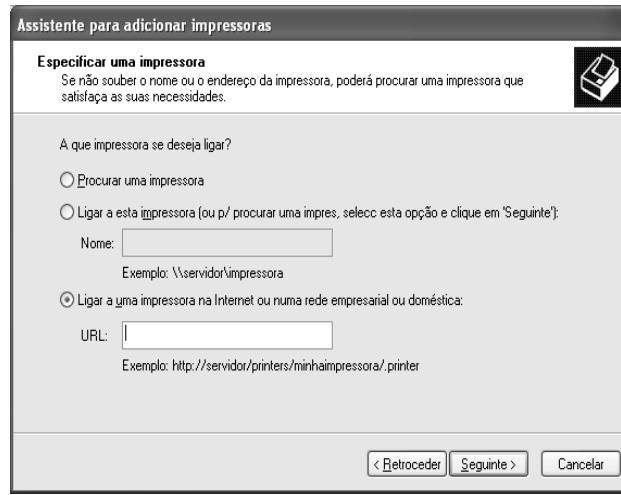 Assistente para adicionar impressoras
Especificar uma impressora
Se não souber o nome ou o endereço da impressora, poderá procurar uma impressora que
satisfaça as suas necessidades.
A que impressora se deseja ligar?
Procurar uma impressora
Ligar a esta impressora (ou p/ procurar uma impres, selecc esta opção e clique em 'Seguinte'):
Nome:
Exemplo: \\servidor\impressora
Ligar a uma impressora na Internet ou numa rede empresarial ou doméstica:
URL:
Exemplo: http://servidor/printers/minhaimpressora/.printer
< Retroceder Seguinte > Cancelar